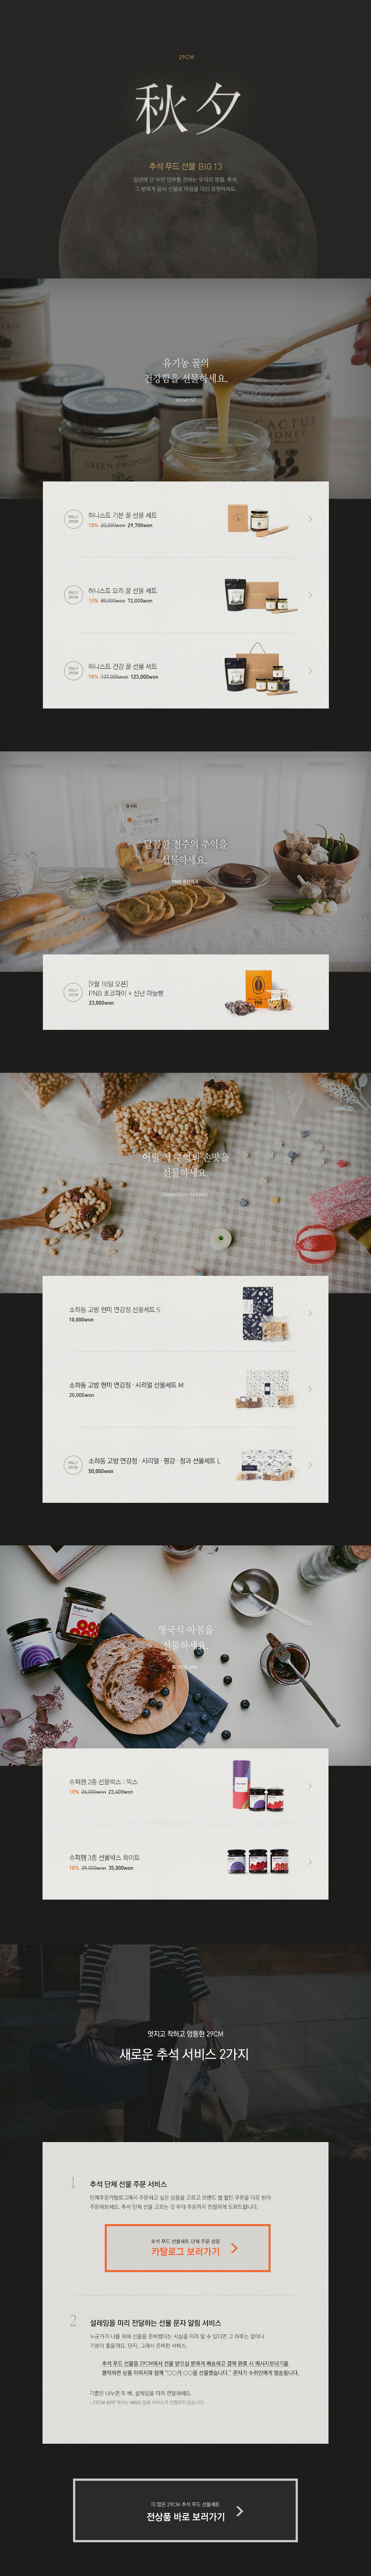 29CM
秋夕
추석 푸드 선물 BIG 13
일년에 단 두번 안부를 전하는 우리의 명절, 추석.
그 분에게 음식 선물로 마음을 대신 표현하세요.
유기농 꿀의
건강함을 선물하세요.
HONEYST
CACTUS
HONEY
GREEN PROPOLIS
ONLY
29CM
허니스트 기본 꿀 선물 세트
10% 33,000won 29,700won
ONLY
29CM
허니스트 요리 꿀 선물 세트
10% 80,000won 72,000won
ONLY
29CM
허니스트 건강 꿀 선물 세트
10% 137,000won 123,000won
달콤한 전주의 추억을
선물하세요.
PNB 풍년제과
ONLY
29CM
[9월 10일 오픈]
PNB 초코파이 + 신난 마늘빵
23,000won
PNB
어릴 적 추억의 손맛을
선물하세요.
소하동 고방 현미 연강정 선물세트 S
10,000won
소하동 고방 현미 연강정 · 시리얼 선물세트 M
20,000won
ONLY
29CM
소하동 고방 연강정 · 시리얼 · 편강 · 정과 선물세트 L
50,000won
영국식 아침을
선물하세요.
슈퍼잼 2종 선물박스 : 믹스
10% 26,000won 23,400won
슈퍼잼 3종 선물박스 화이트
10% 39,000won 35,000won
멋지고 착하고 엉뚱한 29CM
새로운 추석 서비스 2가지
1
추석 단체 선물 주문 서비스
단체주문카탈로그에서 주문하고 싶은 상품을 고르고 브랜드 별 할인 쿠폰을 다운 받아
주문해보세요. 추석 단체 선물 고르는 것 부터 주문까지 친절하게 도와드립니다.
추석 푸드 선물세트 단체 주문 상품
카탈로그 보러가기
2
설레임을 미리 전달하는 선물 문자 알림 서비스
누군가가 나를 위해 선물을 준비했다는 사실을 미리 알 수 있다면 그 하루는 얼마나
기분이 좋을까요. 단지, 그래서 준비한 서비스.
추석 푸드 선물을 29CM에서 선물 받으실 분에게 배송하고 결제 완료 시 메시지보내기를
클릭하면 상품 이미지와 함께 "○○가 ○○을 선물했습니다." 문자가 수취인에게 발송됩니다.
기쁨은 나누면 두 배, 설레임을 미리 전달하세요.
* 29CM APP 에서는 MMS 발송 서비스가 진행되지 않습니다.
더 많은 29CM 추석 푸드 선물세트
전상품 바로 보러가기